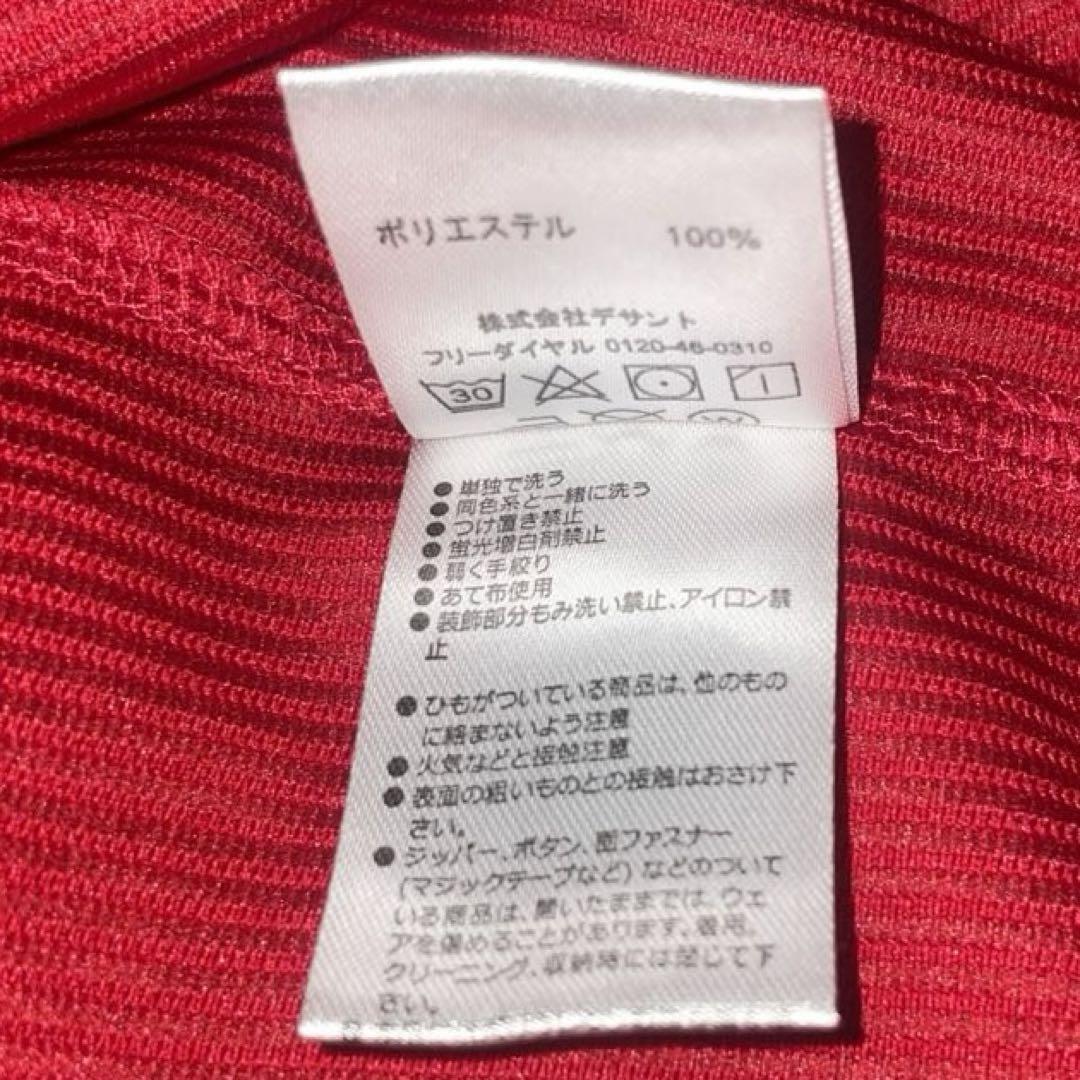 ポリエステル 100%
株式会社デサント
フリーダイヤル 0120-46-0310
30
● 単独で洗う
● 同色系と一緒に洗う
● つけ置き禁止
● 蛍光増白剤禁止
● 弱く手絞り
● あて布使用
● 装飾部分もみ洗い禁止、アイロン禁
止
● ひもがついている商品は、他のもの
に絡まないよう注意
● 火気などと接触注意
● 表面の粗いものとの接触はおさけ下
さい。
● ジッパー、ボタン、面ファスナー
(マジックテープなど)などのついて
いる商品は、開いたままでは、ウェ
アを傷めることがあります。着用、
クリーニング、収納時には閉じて下
さい。